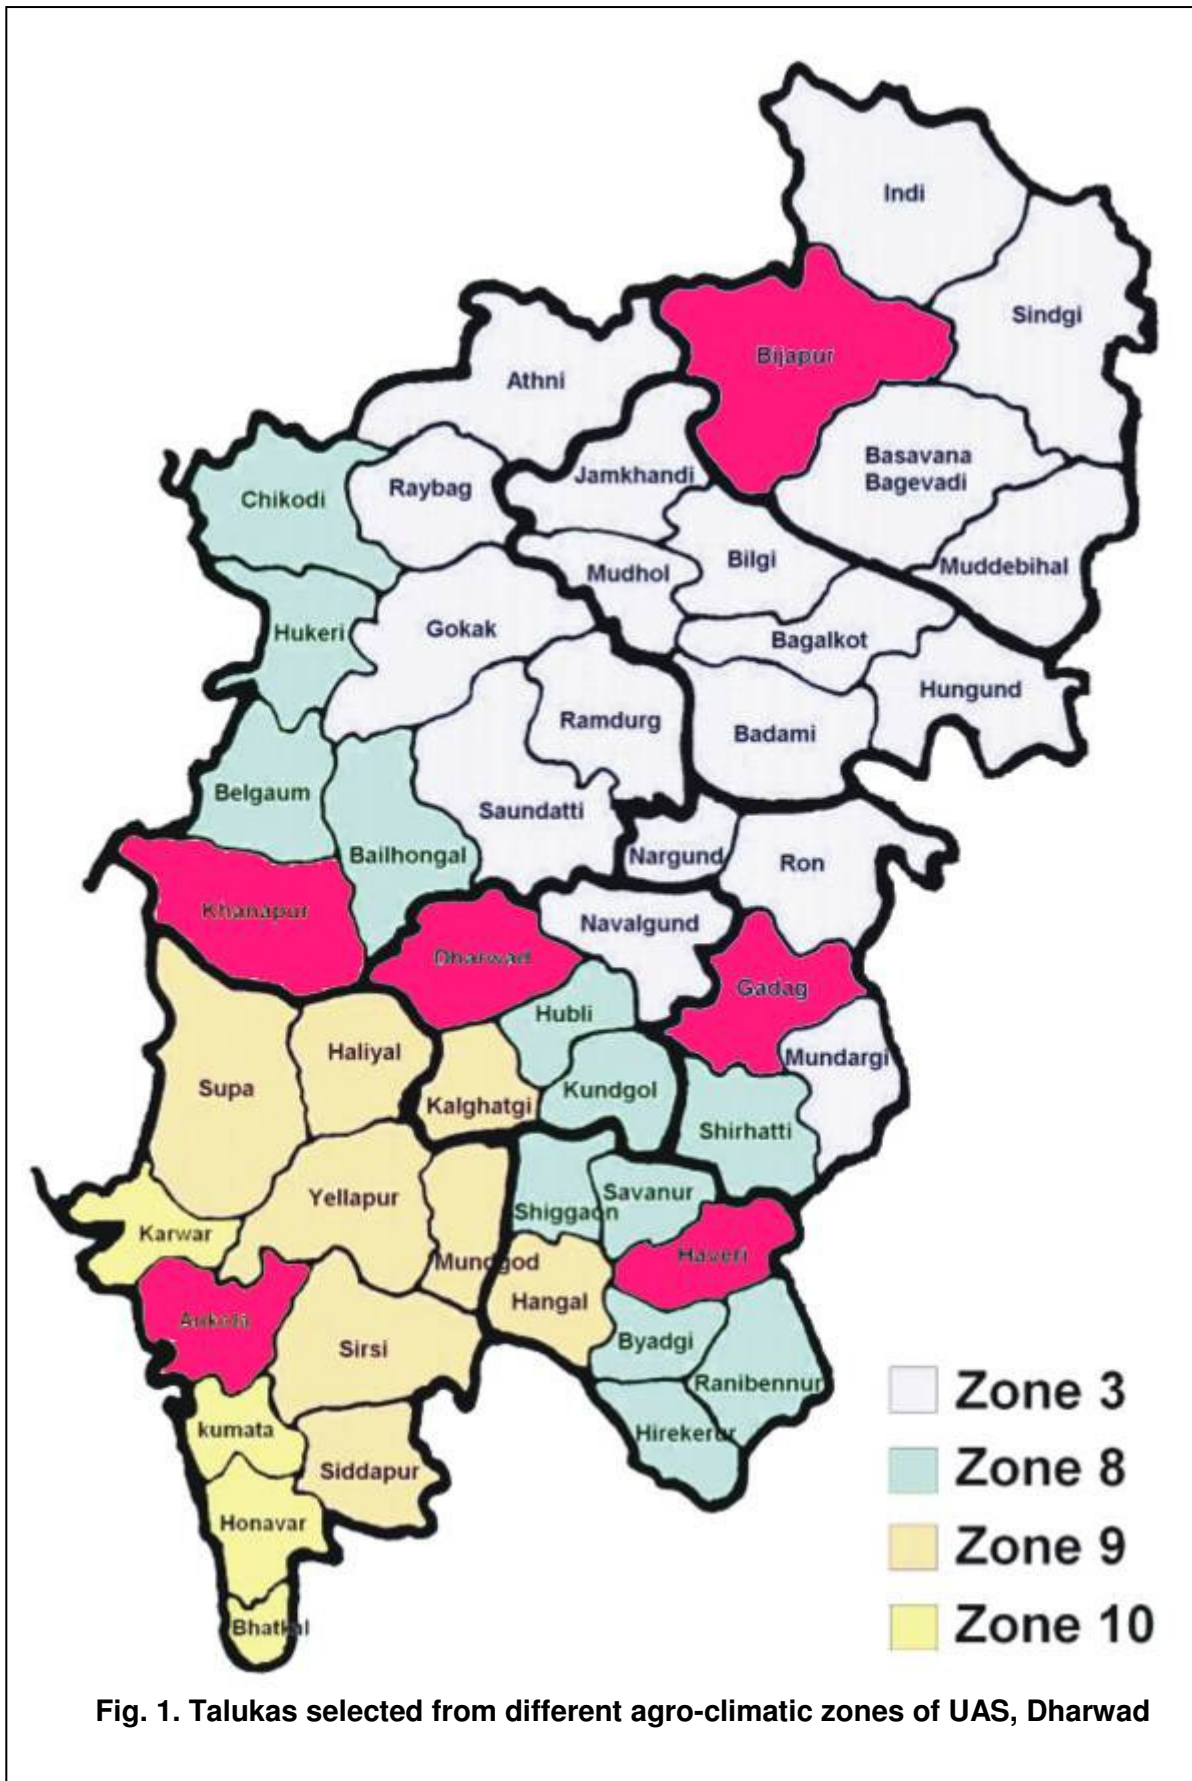 Indi
Sindgi
Bijapur
Athni
Basavana
Bagevadi
Jamkhandi
Raybag
Chikodi
Bilgi
Muddebihal
Mudhol
Gokak
Hukeri
Bagalkot
Hungund
Ramdurg
Badami
Belgaum
Saundatti
Bailhongal
Nargund
Ron
Khanapur
Navalgund
Dharwad
Gadag
Hubli
Haliyal
Mundargi
Supa
Kundgol
Kalghatgi
Shirhatti
Yellapur
Savanur
Shiggaon
Karwar
Haveri
Mundgod
Hangal
Ankola
Byadgi
Sirsi
Ranibennur
kumata
Hirekerur
Siddapur
Honavar
Bhatkal
Zone 3
Zone 8
Zone 9
Zone 10
Fig. 1. Talukas selected from different agro-climatic zones of UAS, Dharwad